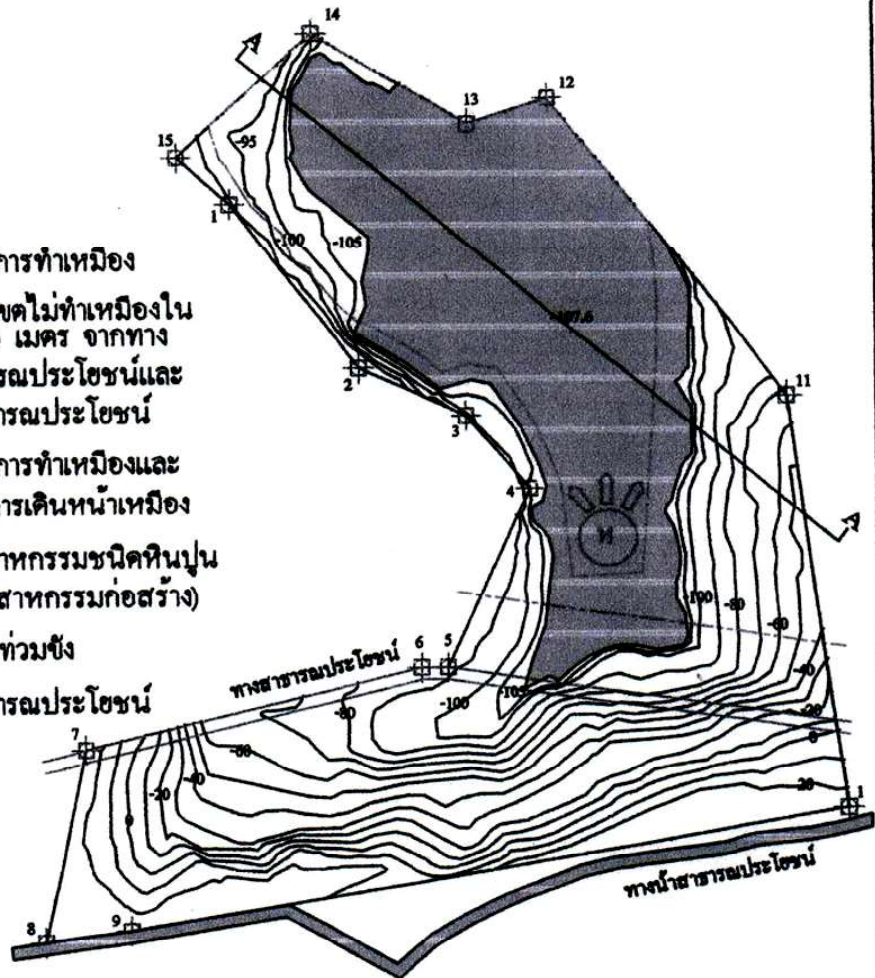 14
12
13
15
-95
1
-100
-105
การทำเหมือง
ขตไม่ทำเหมืองใน
เมตร จากทาง
รณประโยชน์และ
ารณประโยชน์
-107.6
2
3
11
การทำเหมืองและ
การเดินหน้าเหมือง
4
าหกรรมชนิดหินปูน
สาหกรรมก่อสร้าง)
ท่วมขัง
ารณประโยชน์
-100
-80
-60
-40
-20
0
20
ทางสาธารณประโยชน์
6
5
-105
-100
-80
7
-60
-40
-20
0
1
ทางน้ำสาธารณประโยชน์
8
9
A
A